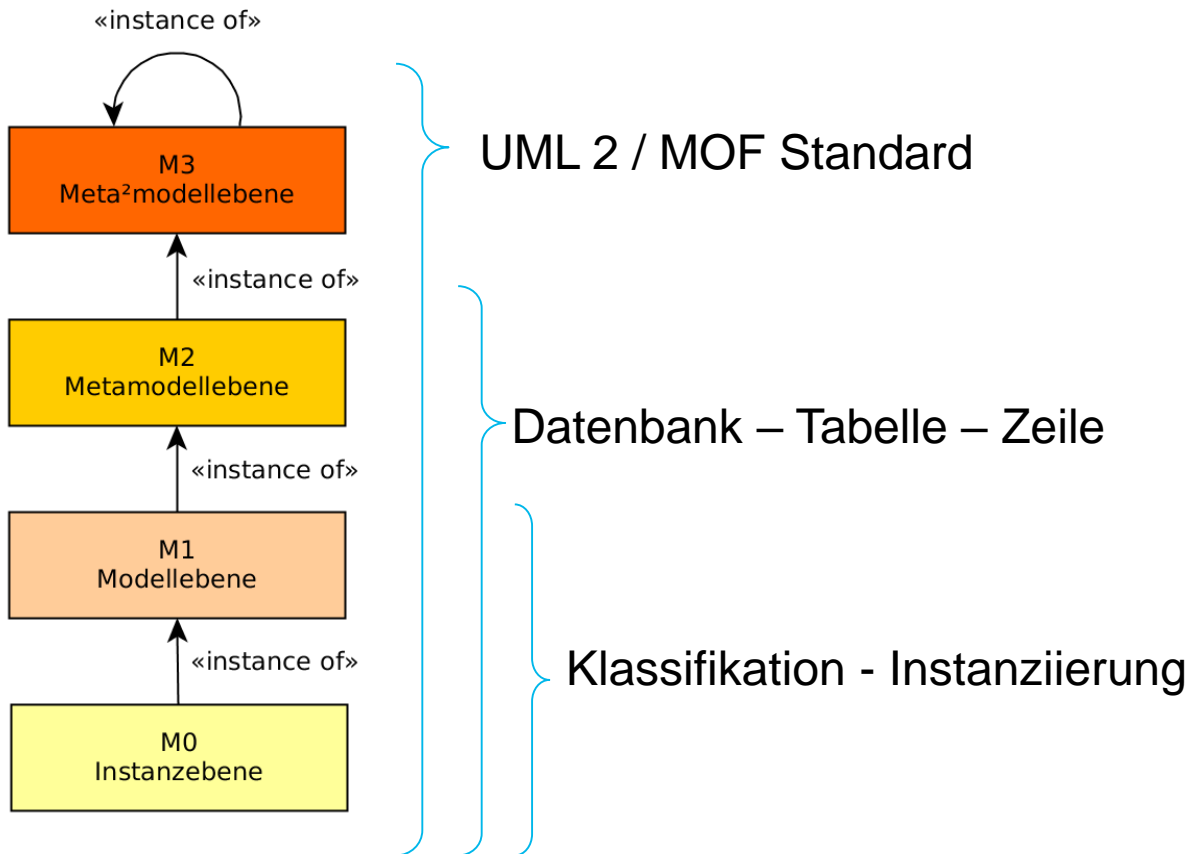 «instance of»
M3
Meta²modellebene
UML 2 / MOF Standard
«instance of»
M2
Metamodellebene
Datenbank – Tabelle – Zeile
«instance of»
M1
Modellebene
«instance of»
Klassifikation - Instanziierung
M0
Instanzebene